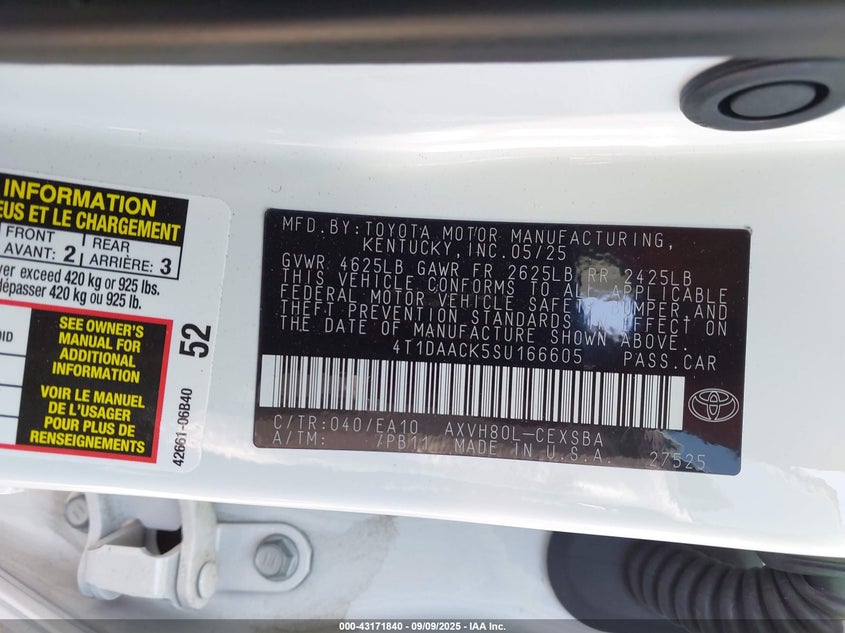 INFORMATION
EUS ET LE CHARGEMENT
FRONT REAR
AVANT: 2 ARRIÈRE: 3
ver exceed 420 kg or 925 lbs.
dépasser 420 kg ou 925 lb.
OID
SEE OWNER'S
MANUAL FOR
ADDITIONAL
INFORMATION
VOIR LE MANUEL
DE L'USAGER
POUR PLUS DE
RENSEIGNEMENTS
52
42661-06B40
MFD. BY: TOYOTA MOTOR MANUFACTURING,
KENTUCKY, INC. 05/25
GVWR 4625LB GAWR FR 2625LB RR 2425LB
THIS VEHICLE CONFORMS TO ALL APPLICABLE
FEDERAL MOTOR VEHICLE SAFETY, BUMPER, AND
THEFT PREVENTION STANDARDS IN EFFECT ON
THE DATE OF MANUFACTURE SHOWN ABOVE.
4T1DAACK5SU166605 PASS.CAR
C/TR: 040/EA10 AXVH80L-CEXSBA
A/TM: /PB11 MADE IN U.S.A. 27525
000-43171840 - 09/09/2025 - IAA Inc.